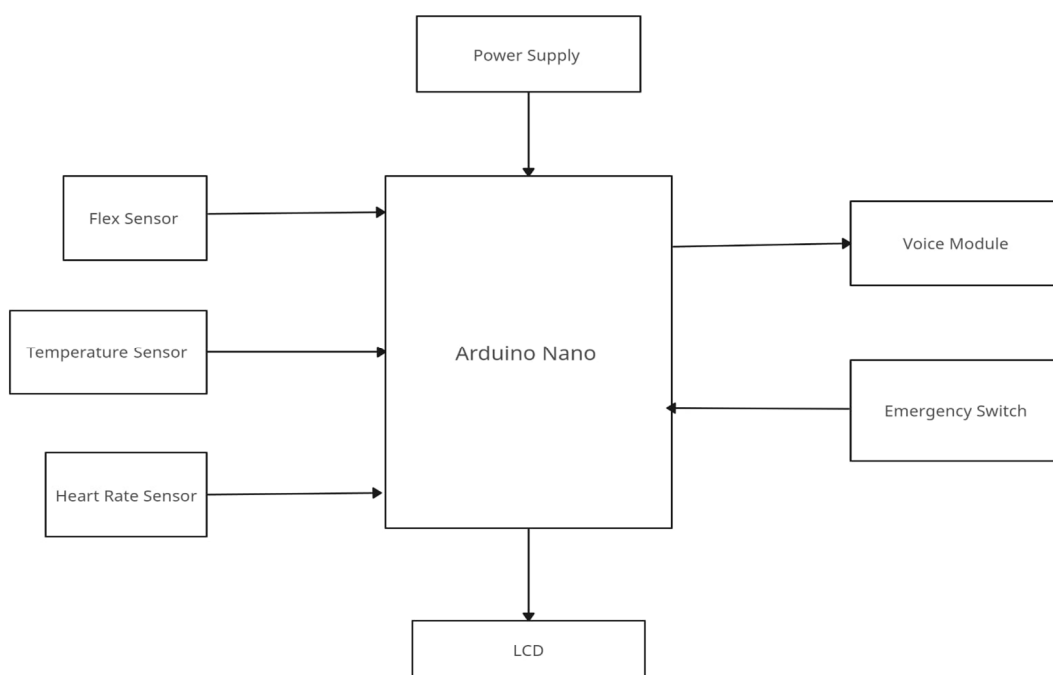 Power Supply
Flex Sensor
Voice Module
Temperature Sensor
Arduino Nano
Emergency Switch
Heart Rate Sensor
LCD